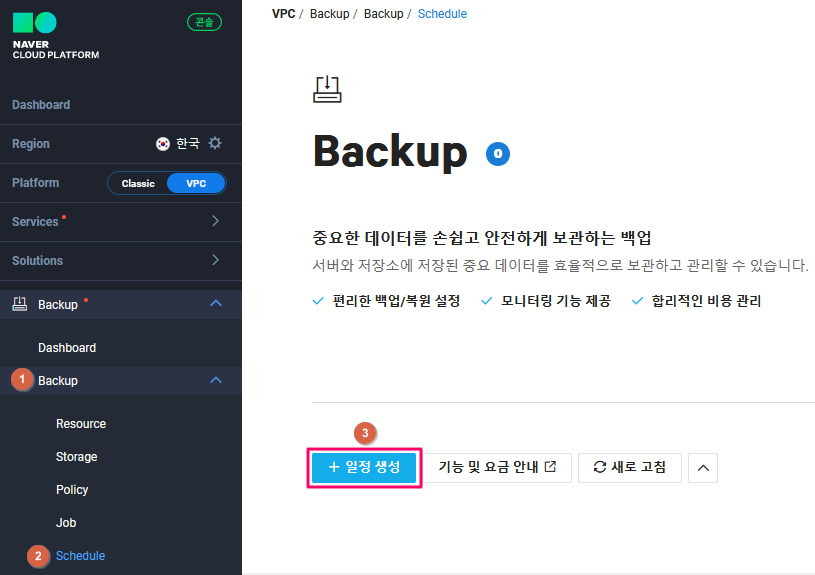 콘솔
NAVER
CLOUD PLATFORM
Dashboard
Region 한국
Platform Classic VPC
Services
Solutions
Backup
Dashboard
1 Backup
Resource
Storage
Policy
Job
2 Schedule
VPC / Backup / Backup / Schedule
Backup 0
중요한 데이터를 손쉽고 안전하게 보관하는 백업
서버와 저장소에 저장된 중요 데이터를 효율적으로 보관하고 관리할 수 있습니다.
편리한 백업/복원 설정 모니터링 기능 제공 합리적인 비용 관리
3
+ 일정 생성 기능 및 요금 안내 새로 고침